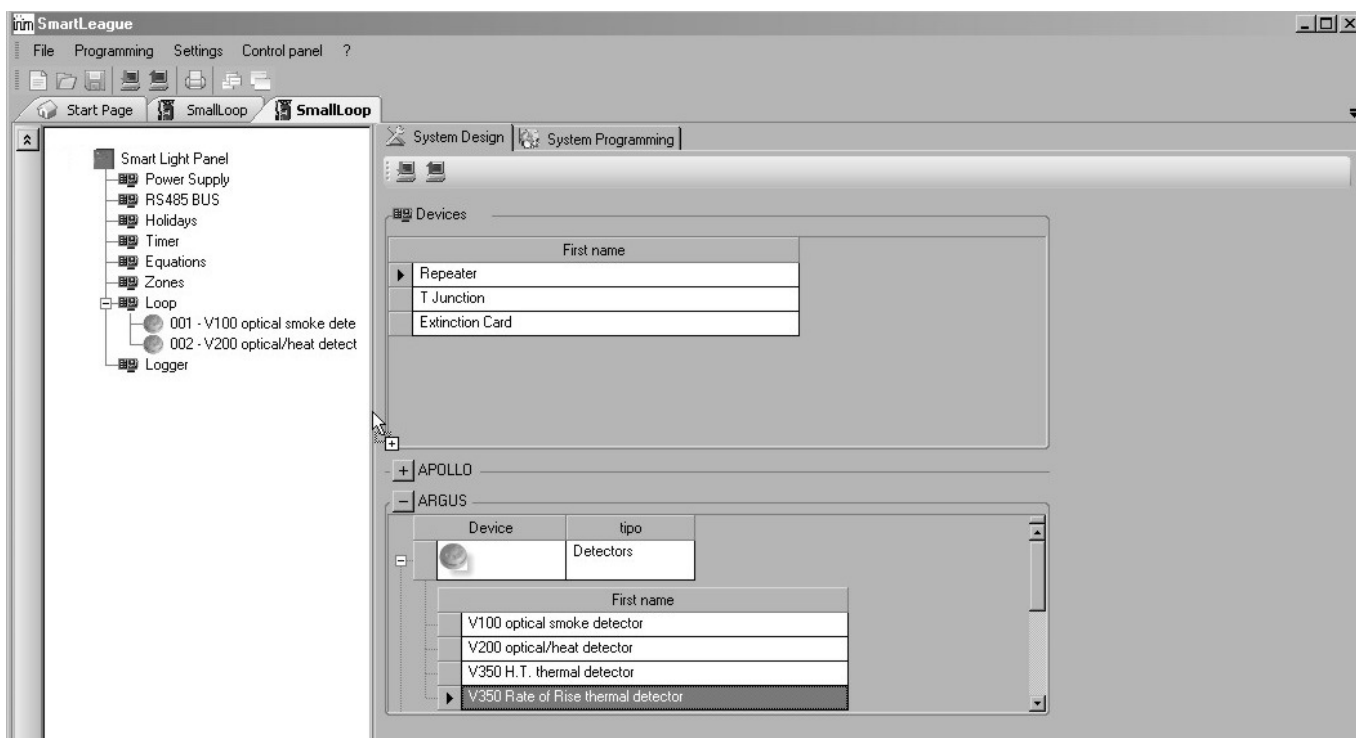 inim SmartLeague
File Programming Settings Control panel ?
Start Page SmallLoop SmallLoop
Smart Light Panel
Power Supply
RS485 BUS
Holidays
Timer
Equations
Zones
Loop
001 - V100 optical smoke dete
002 - V200 optical/heat detect
Logger
System Design System Programming
Devices
First name
Repeater
T Junction
Extinction Card
APOLLO
ARGUS
Device tipo
Detectors
First name
V100 optical smoke detector
V200 optical/heat detector
V350 H.T. thermal detector
V350 Rate of Rise thermal detector